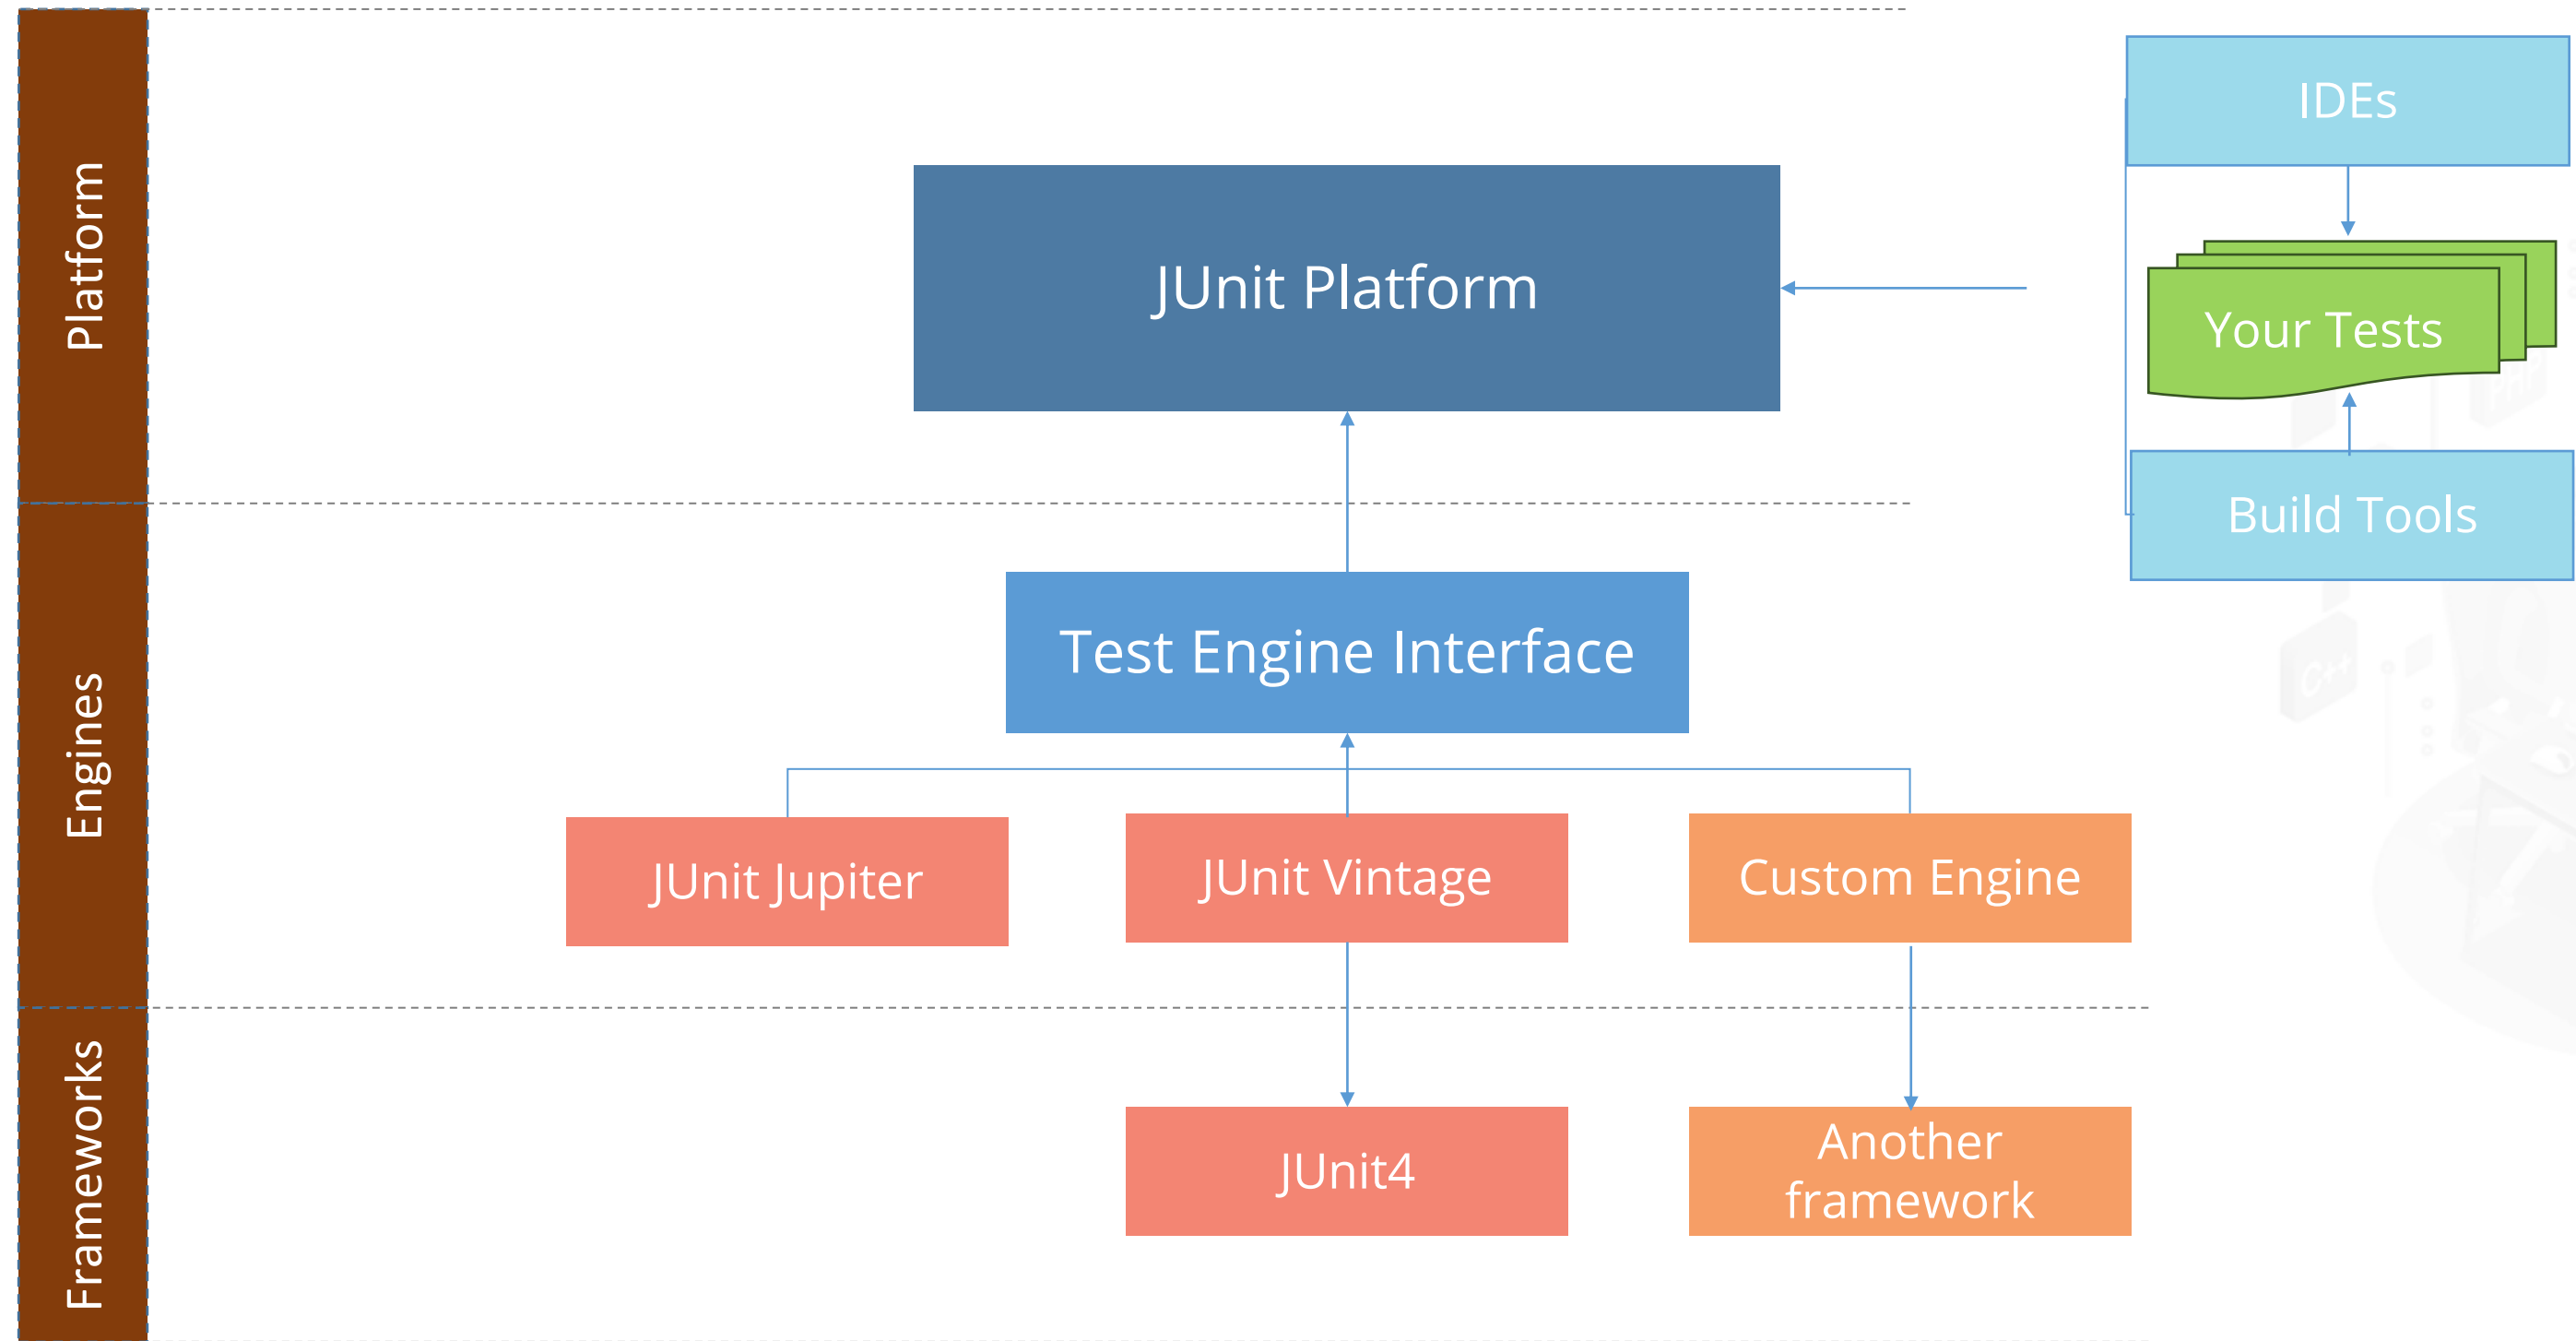 Platform
IDEs
JUnit Platform
Your Tests
Build Tools
Engines
Test Engine Interface
JUnit Jupiter
JUnit Vintage
Custom Engine
Frameworks
JUnit4
Another
framework
C++